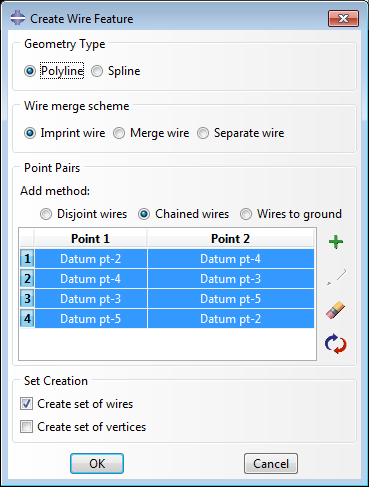 Create Wire Feature
Geometry Type
Polyline Spline
Wire merge scheme
Imprint wire Merge wire Separate wire
Point Pairs
Add method:
Disjoint wires Chained wires Wires to ground
Point 1 Point 2
1 Datum pt-2 Datum pt-4
2 Datum pt-4 Datum pt-3
3 Datum pt-3 Datum pt-5
4 Datum pt-5 Datum pt-2
Set Creation
Create set of wires
Create set of vertices
OK Cancel